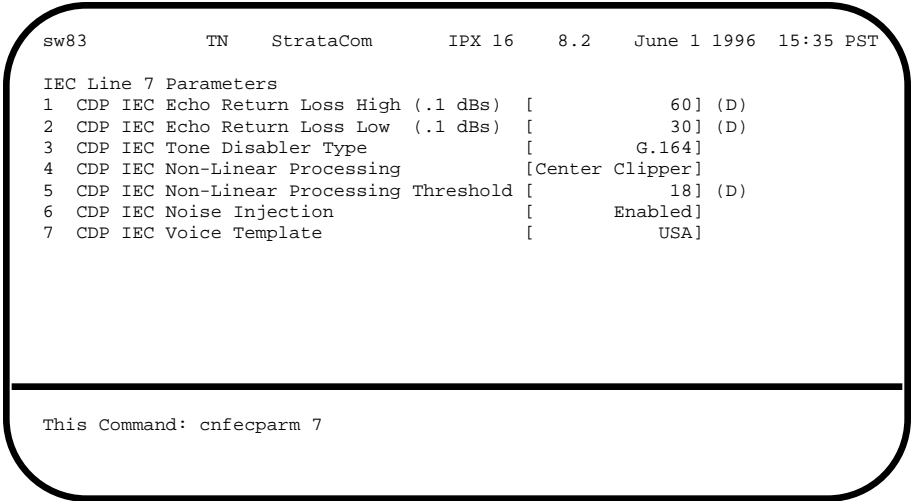 sw83 TN StrataCom IPX 16 8.2 June 1 1996 15:35 PST
IEC Line 7 Parameters
1 CDP IEC Echo Return Loss High (.1 dBs) [ 60] (D)
2 CDP IEC Echo Return Loss Low (.1 dBs) [ 30] (D)
3 CDP IEC Tone Disabler Type [ G.164]
4 CDP IEC Non-Linear Processing [Center Clipper]
5 CDP IEC Non-Linear Processing Threshold [ 18] (D)
6 CDP IEC Noise Injection [ Enabled]
7 CDP IEC Voice Template [ USA]
This Command: cnfecparm 7